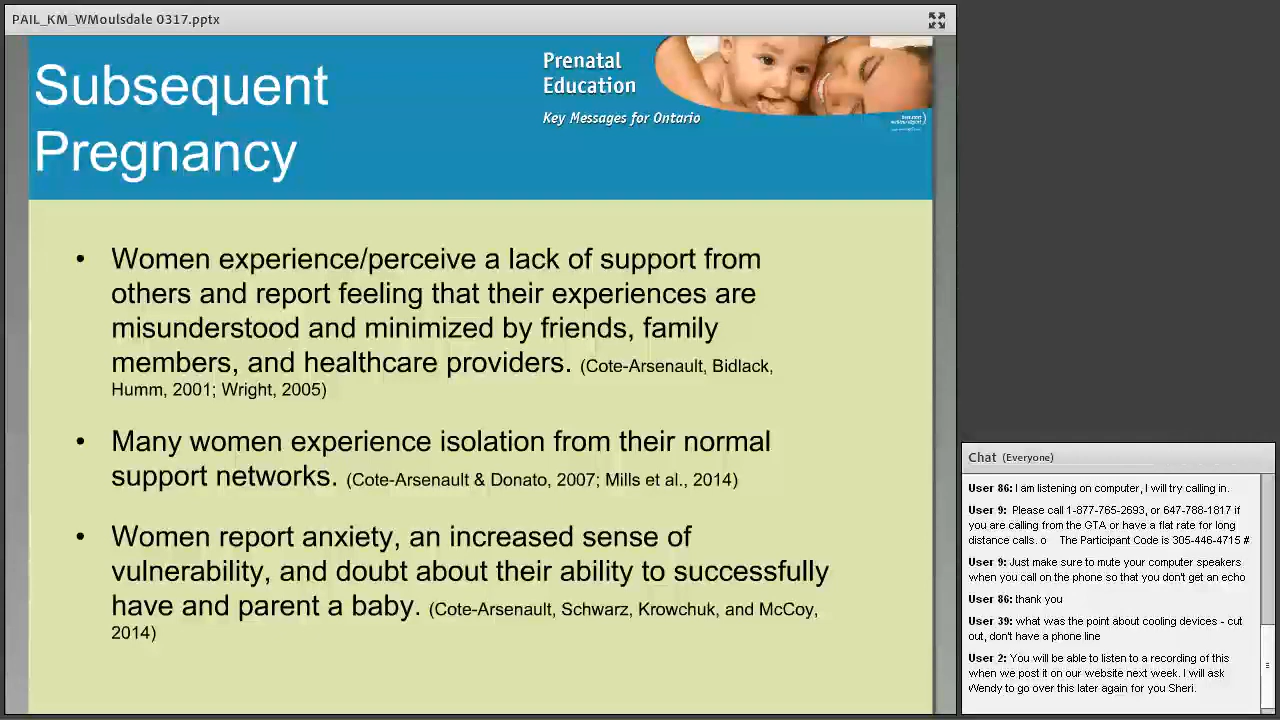 PAIL_KM_WMoulsdale 0317.pptx
Subsequent
Pregnancy
Prenatal
Education
Key Messages for Ontario
• Women experience/perceive a lack of support from
others and report feeling that their experiences are
misunderstood and minimized by friends, family
members, and healthcare providers. (Cote-Arsenault, Bidlack,
Humm, 2001; Wright, 2005)
• Many women experience isolation from their normal
support networks. (Cote-Arsenault & Donato, 2007; Mills et al., 2014)
• Women report anxiety, an increased sense of
vulnerability, and doubt about their ability to successfully
have and parent a baby. (Cote-Arsenault, Schwarz, Krowchuk, and McCoy,
2014)
Chat (Everyone)
User 86: I am listening on computer, I will try calling in.
User 9: Please call 1-877-765-2693, or 647-788-1817 if
you are calling from the GTA or have a flat rate for long
distance calls. o The Participant Code is 305-446-4715 #
User 9: Just make sure to mute your computer speakers
when you call on the phone so that you don't get an echo
User 86: thank you
User 39: what was the point about cooling devices - cut
out, don't have a phone line
User 2: You will be able to listen to a recording of this
when we post it on our website next week. I will ask
Wendy to go over this later again for you Sheri.